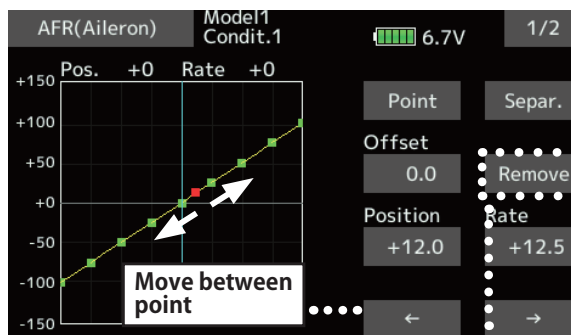 AFR(Aileron)
Model1
Condit.1
6.7V
1/2
Pos. +0 Rate +0
+150
+100
+50
+0
-50
-100
-150
Point
Separ.
Offset
0.0
Remove
Position
Rate
+12.0
+12.5
←
→
Move between
point